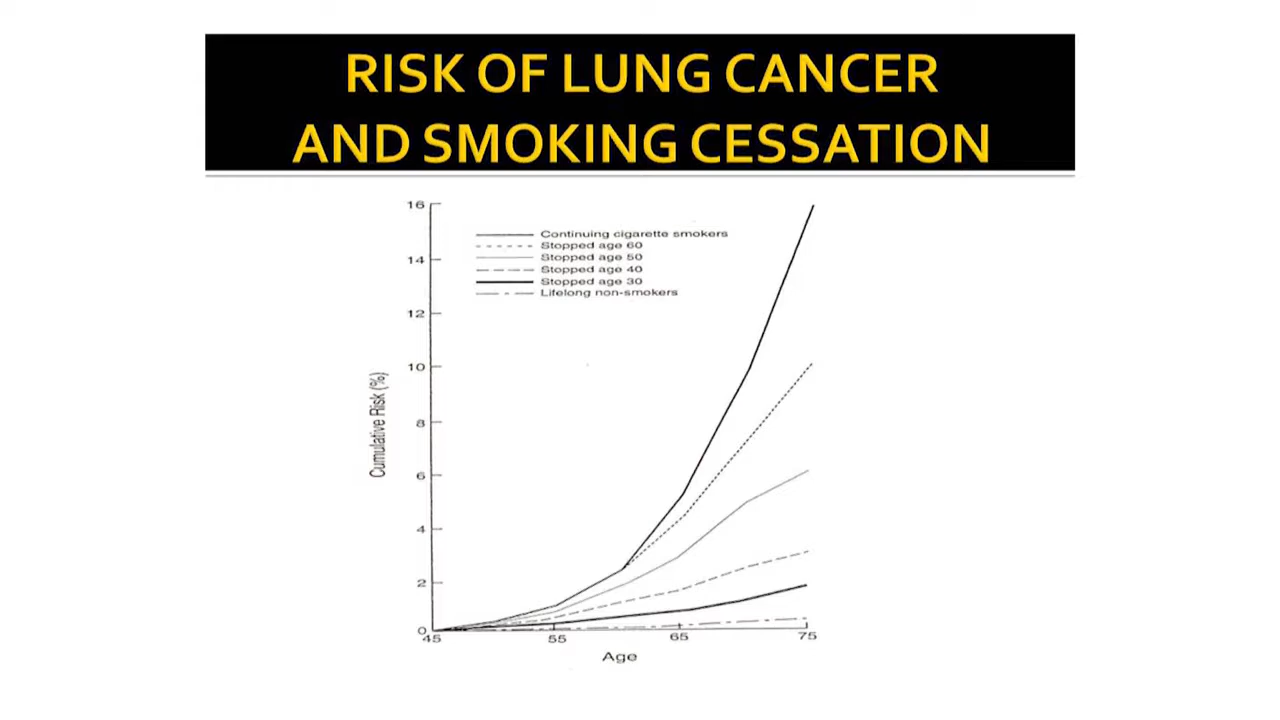 RISK OF LUNG CANCER
AND SMOKING CESSATION
16
14
12
10
8
6
4
2
0
Cumulative Risk (%)
Continuing cigarette smokers
Stopped age 60
Stopped age 50
Stopped age 40
Stopped age 30
Lifelong non-smokers
45
55
65
75
Age